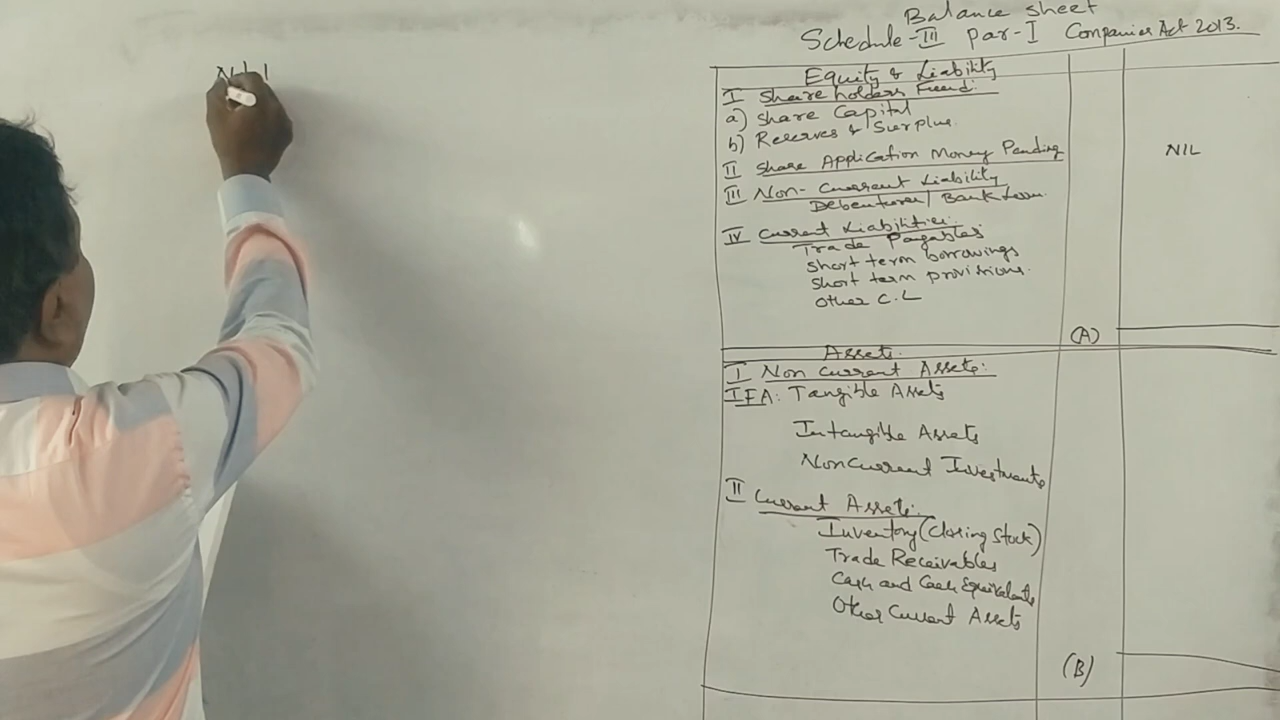 N I
Balance sheet
Schedule-III par-I Companies Act 2013.
Equity & Liability
I Share holders Fund:
a) Share Capital
b) Reserves & Surplus.
II Share Application Money Pending
NIL
III Non-Current Liability
Debentures/ Bank term.
IV Current Liabilities:
Trade Payables
Short term borrowings
Short term provisions.
Other C.L
(A)
Assets.
I Non Current Assets:
I FA: Tangible Assets
Intangible Assets
Noncurrent Investments
II Current Assets:
Inventory (Closing Stock)
Trade Receivables
Cash and Cash Equivalents
Other Current Assets
(B)